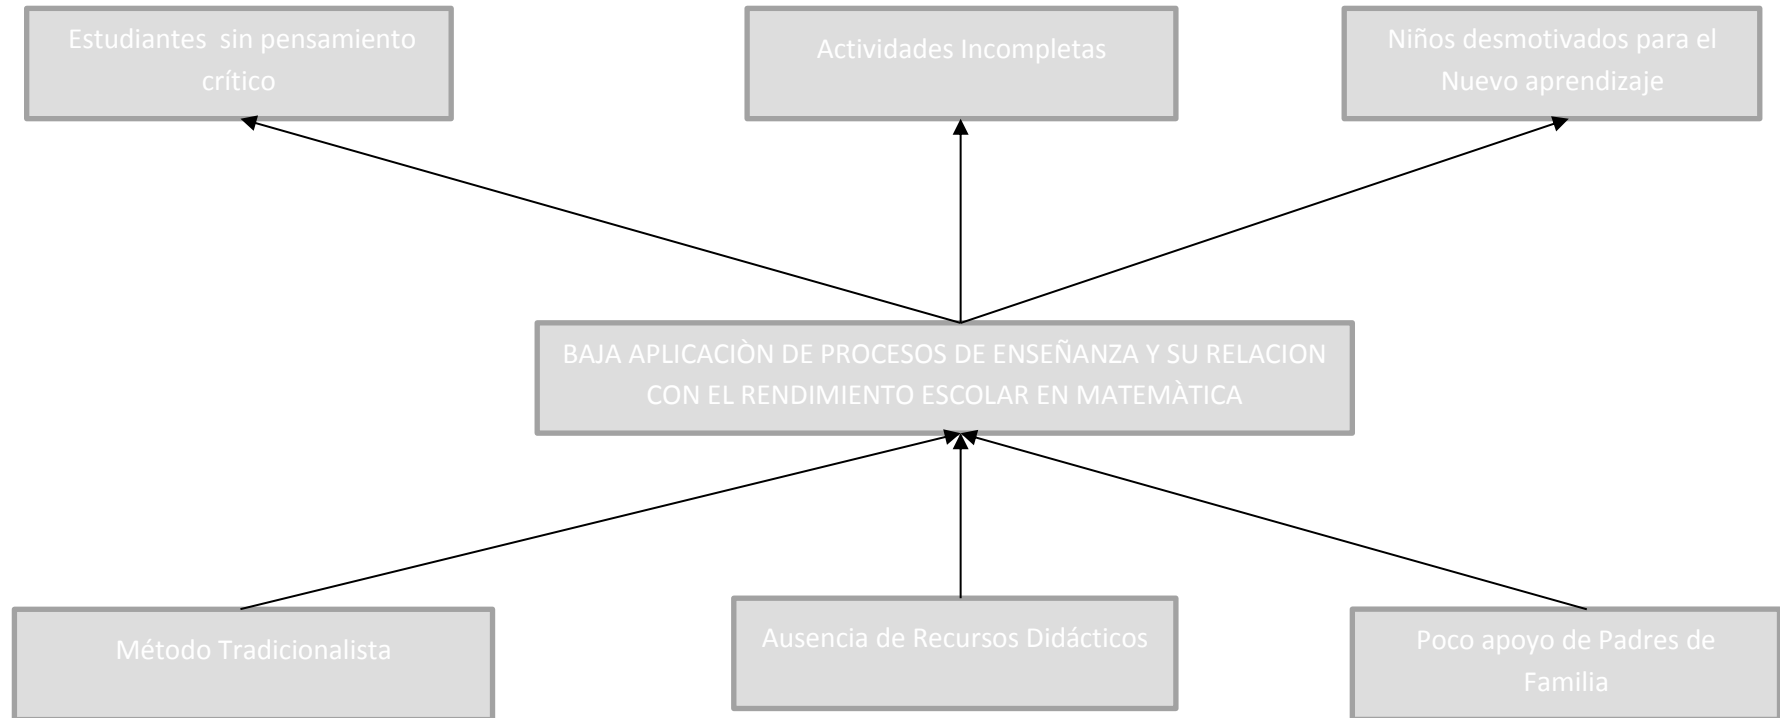 Estudiantes  sin pensamiento
crítico
Actividades Incompletas
Niños desmotivados para el
Nuevo aprendizaje
BAJA APLICACIÒN DE PROCESOS DE ENSEÑANZA Y SU RELACION
CON EL RENDIMIENTO ESCOLAR EN MATEMÀTICA
Método Tradicionalista
Ausencia de Recursos Didácticos
Poco apoyo de Padres de
Familia